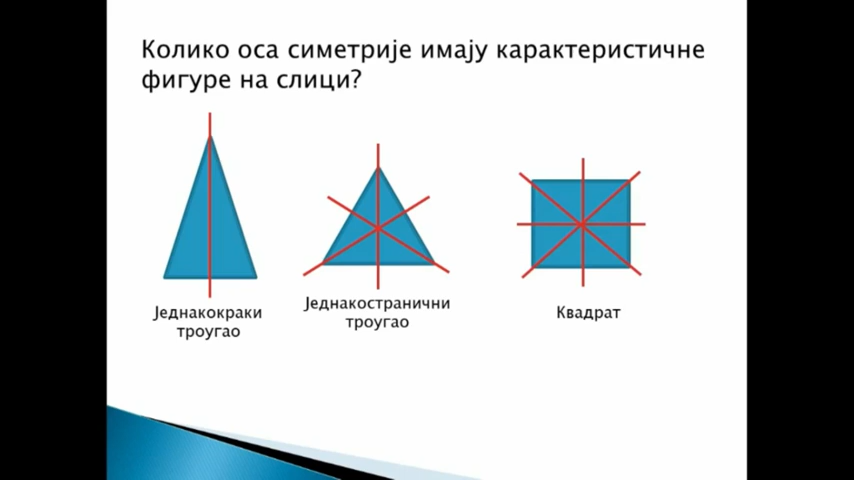 Колико оса симетрије имају карактеристичне
фигуре на слици?
Једнакокраки
троугао
Једнакостранични
троугао
Квадрат